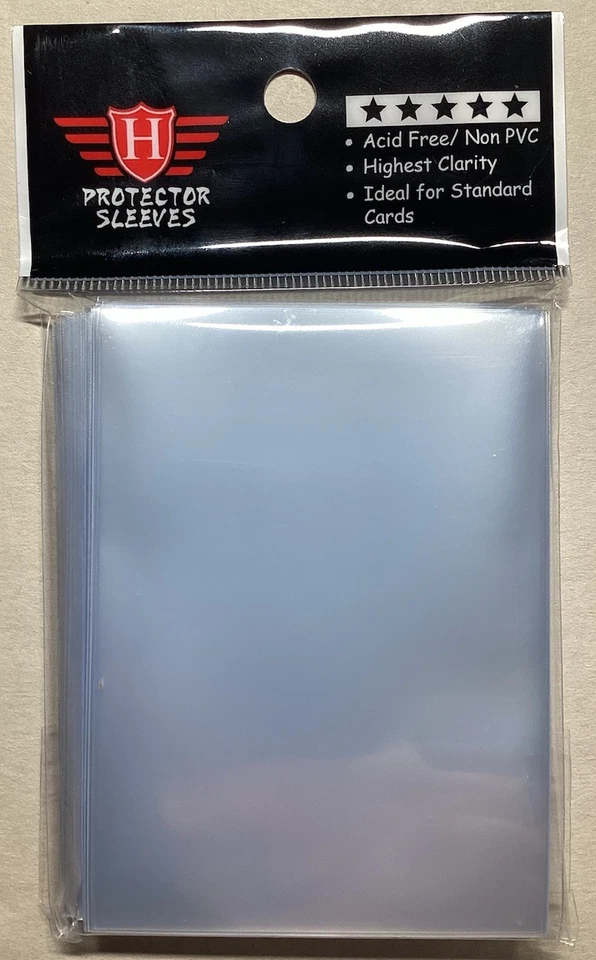 H
PROTECTOR
SLEEVES
• Acid Free/ Non PVC
• Highest Clarity
• Ideal for Standard
Cards